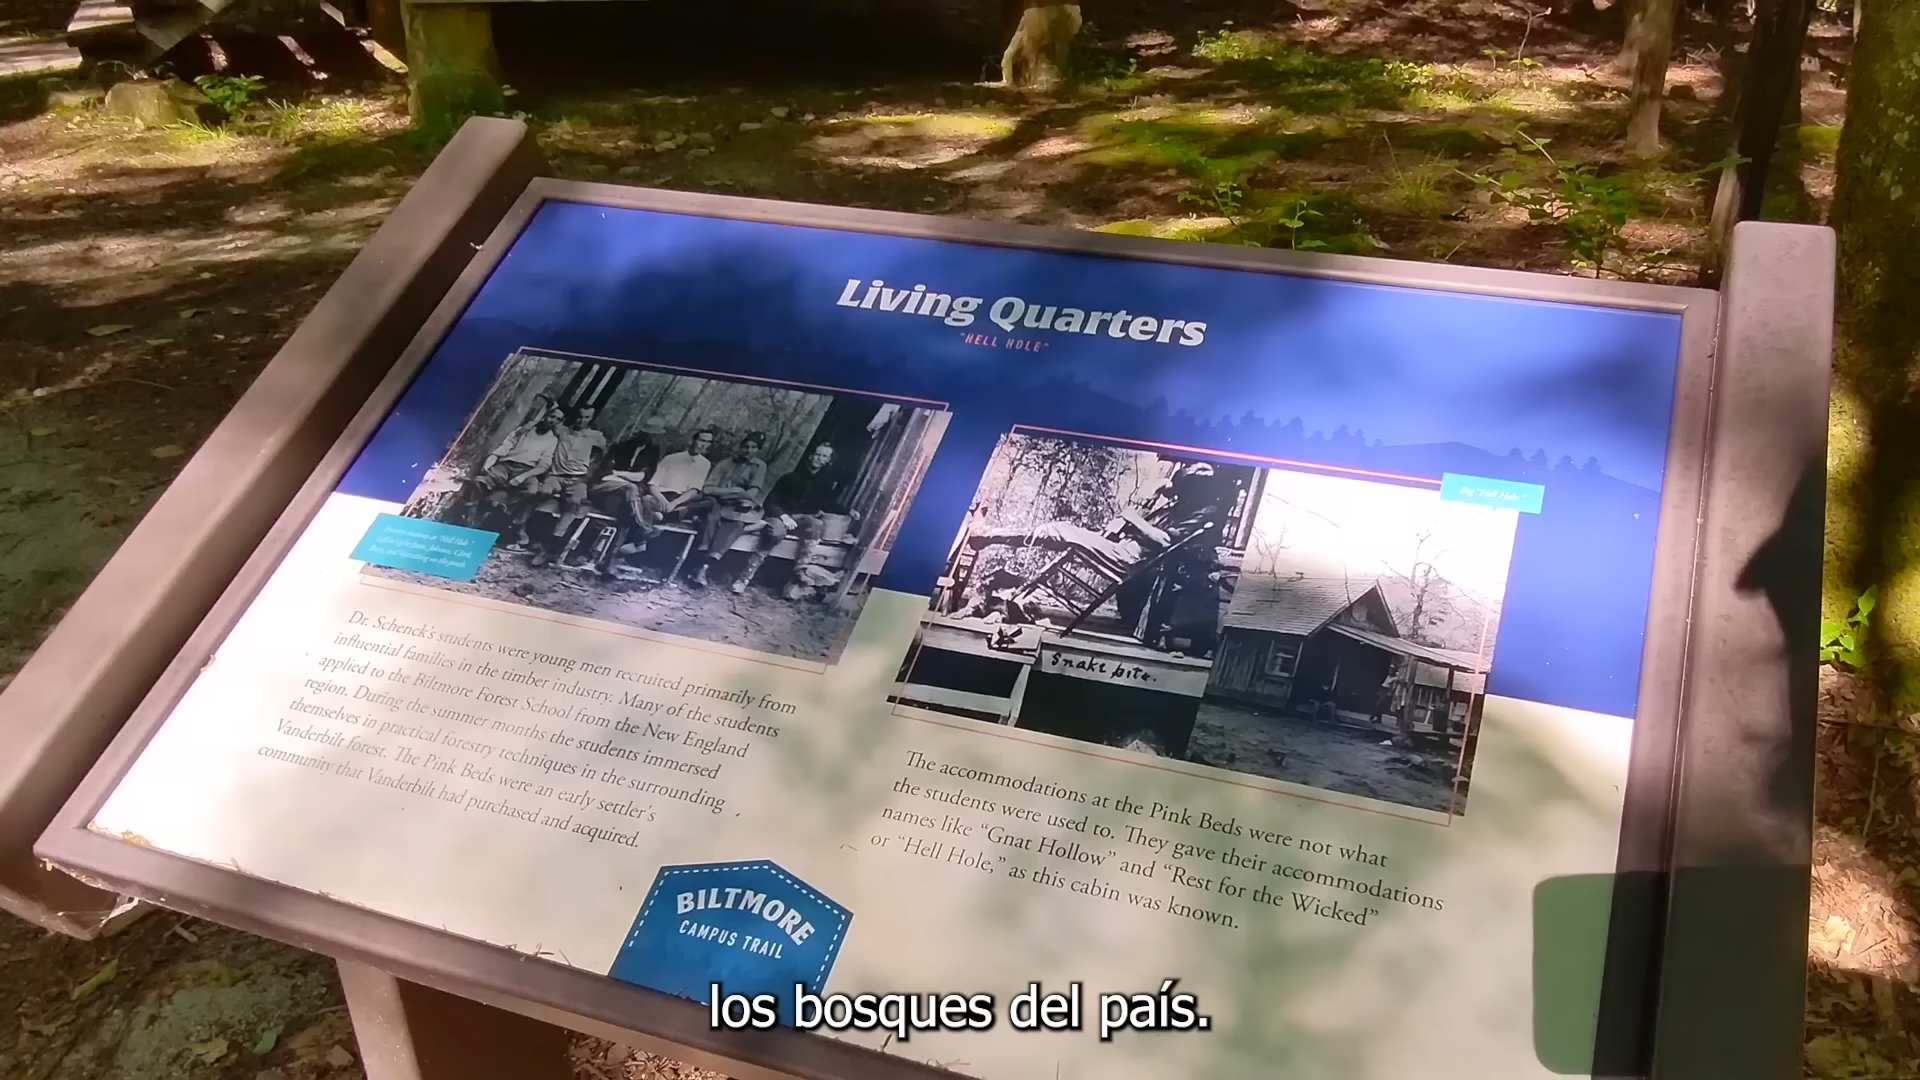 Living Quarters
"HELL HOLE"
Big "Hell Hole."
Snake bite.
Dr. Schenck's students were young men recruited primarily from
influential families in the timber industry. Many of the students
applied to the Biltmore Forest School from the New England
region. During the summer months the students immersed
themselves in practical forestry techniques in the surrounding
Vanderbilt forest. The Pink Beds were an early settler's
community that Vanderbilt had purchased and acquired.
The accommodations at the Pink Beds were not what
the students were used to. They gave their accommodations
names like "Gnat Hollow" and "Rest for the Wicked"
or "Hell Hole," as this cabin was known.
BILTMORE
CAMPUS TRAIL
los bosques del país.